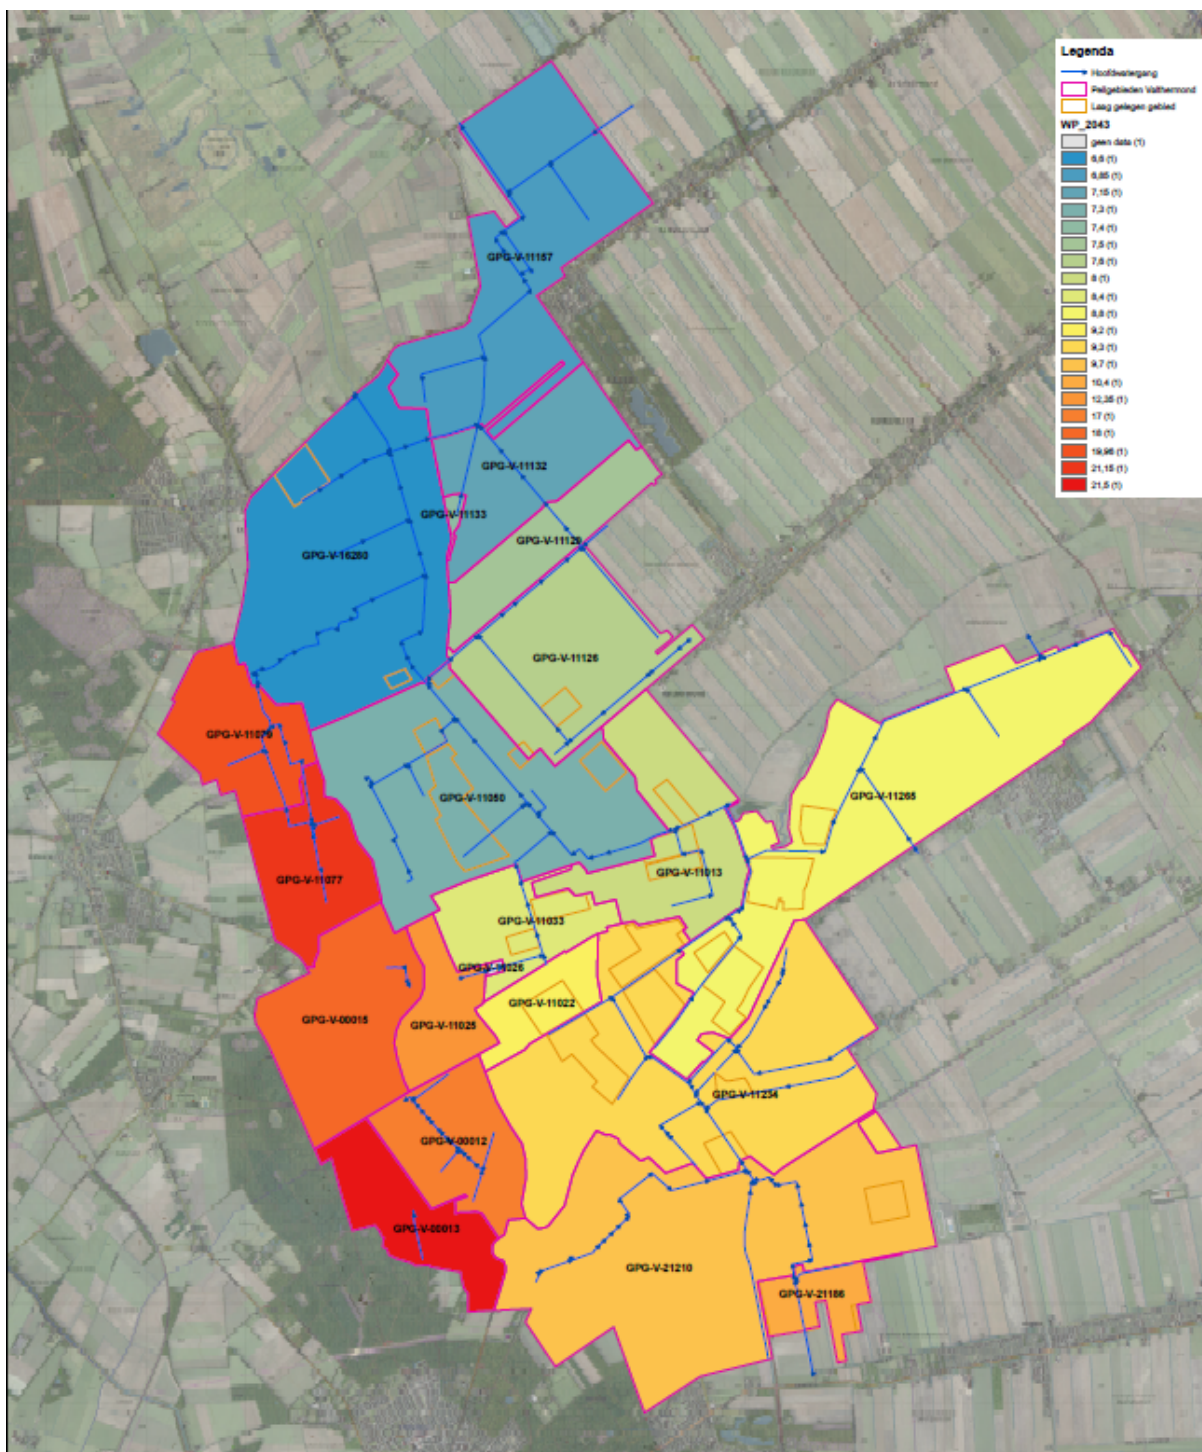 Legenda
Hoofdwatergang
Peilgebieden Valthermond
Laag gelegen gebied
WP_2043
geen data (1)
6,6 (1)
6,85 (1)
7,15 (1)
7,3 (1)
7,4 (1)
7,5 (1)
7,6 (1)
8 (1)
8,4 (1)
8,8 (1)
9,2 (1)
9,3 (1)
9,7 (1)
10,4 (1)
12,35 (1)
17 (1)
18 (1)
19,95 (1)
21,15 (1)
21,5 (1)
GPG-V-11157
GPG-V-11132
GPG-V-11133
GPG-V-11129
GPG-V-16280
GPG-V-11126
GPG-V-11079
GPG-V-11050
GPG-V-11265
GPG-V-11077
GPG-V-11013
GPG-V-11033
GPG-V-11026
GPG-V-11022
GPG-V-00015
GPG-V-11025
GPG-V-11234
GPG-V-00012
GPG-V-00013
GPG-V-21210
GPG-V-21186